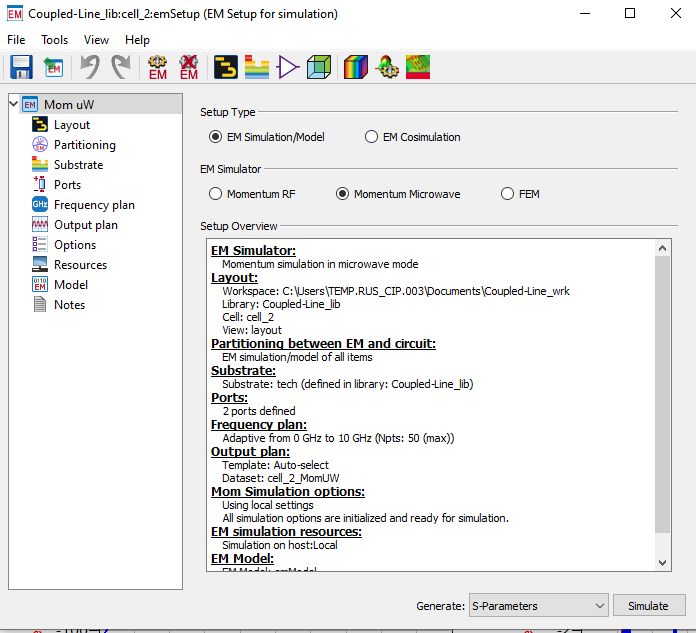 EM Coupled-Line_lib:cell_2:emSetup (EM Setup for simulation)
File Tools View Help
EM EM
EM Mom uW
Layout
Partitioning
Substrate
Ports
GHz Frequency plan
Output plan
Options
Resources
0110 EM Model
Notes
Setup Type
EM Simulation/Model EM Cosimulation
EM Simulator
Momentum RF Momentum Microwave FEM
Setup Overview
EM Simulator:
Momentum simulation in microwave mode
Layout:
Workspace: C:\Users\TEMP.RUS_CIP.003\Documents\Coupled-Line_wrk
Library: Coupled-Line_lib
Cell: cell_2
View: layout
Partitioning between EM and circuit:
EM simulation/model of all items
Substrate:
Substrate: tech (defined in library: Coupled-Line_lib)
Ports:
2 ports defined
Frequency plan:
Adaptive from 0 GHz to 10 GHz (Npts: 50 (max))
Output plan:
Template: Auto-select
Dataset: cell_2_MomUW
Mom Simulation options:
Using local settings
All simulation options are initialized and ready for simulation.
EM simulation resources:
Simulation on host:Local
EM Model:
Generate: S-Parameters Simulate